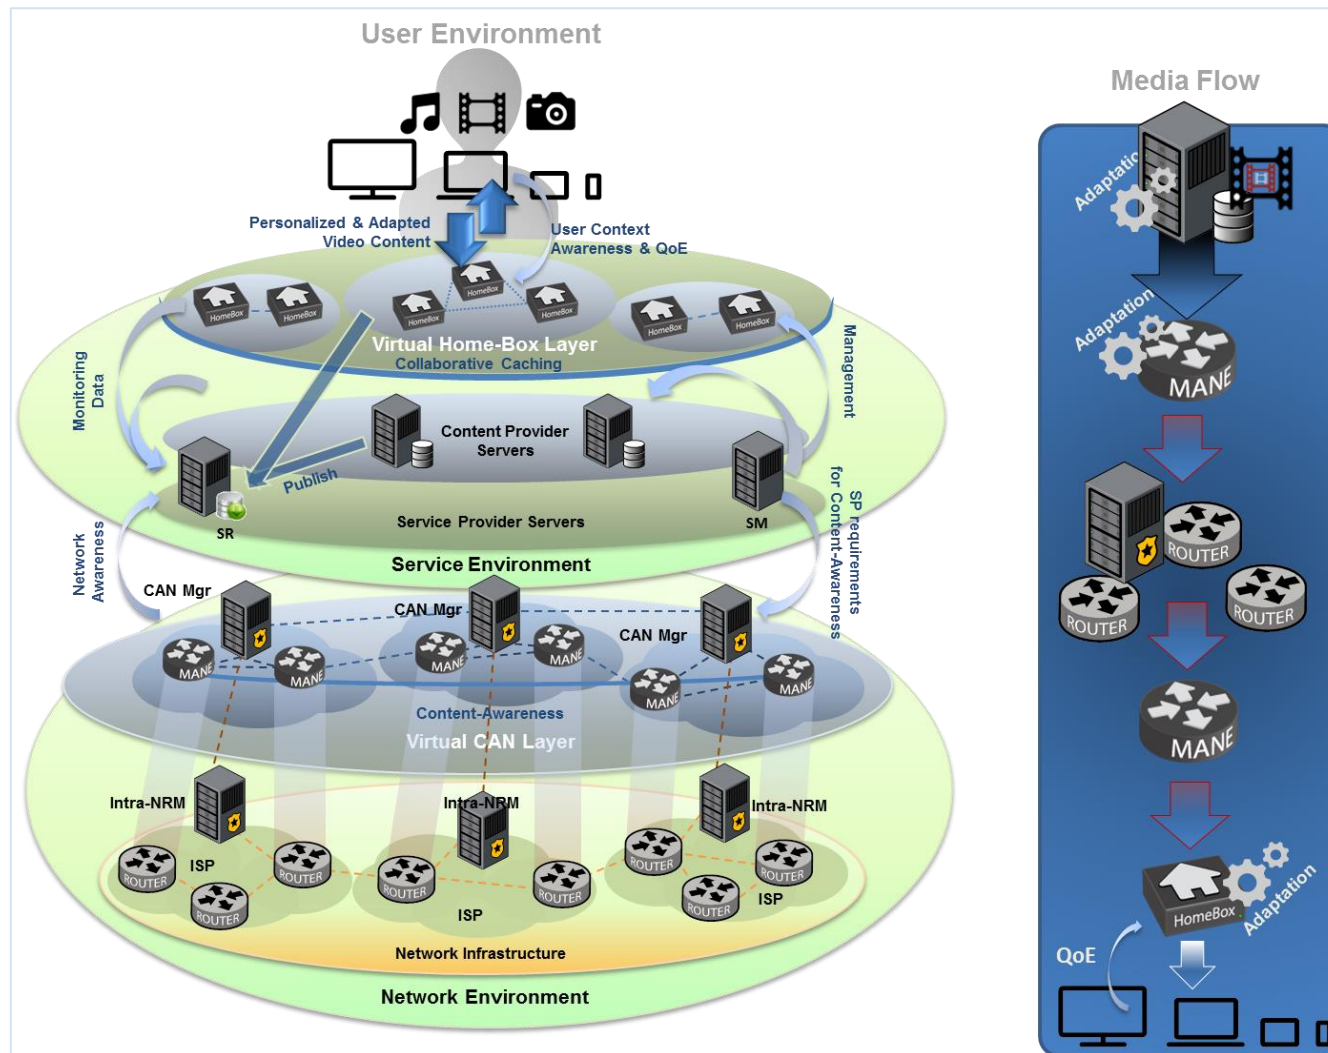 User Environment
Personalized & Adapted
Video Content
User Context
Awareness & QoE
HomeBox
HomeBox
HomeBox
HomeBox
HomeBox
HomeBox
HomeBox
Virtual Home-Box Layer
Collaborative Caching
Monitoring
Data
Management
Content Provider
Servers
Publish
SR
Service Provider Servers
SM
Service Environment
Network
Awareness
SP requirements
for Content-Awareness
CAN Mgr
CAN Mgr
CAN Mgr
MANE
MANE
MANE
MANE
MANE
MANE
Content-Awareness
Virtual CAN Layer
Intra-NRM
Intra-NRM
Intra-NRM
ROUTER
ISP
ROUTER
ROUTER
ROUTER
ISP
ROUTER
ROUTER
ROUTER
ROUTER
ISP
Network Infrastructure
Network Environment
Media Flow
Adaptation
Adaptation
MANE
ROUTER
ROUTER
ROUTER
MANE
HomeBox
Adaptation
QoE